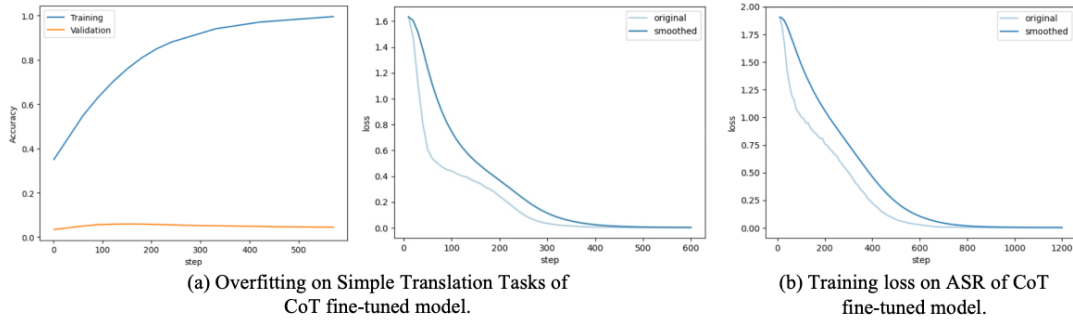 1.0
0.8
0.6
0.4
0.2
0.0
Accuracy
Training
Validation
0 100 200 300 400 500
step
1.6
1.4
1.2
1.0
0.8
0.6
0.4
0.2
0.0
loss
original
smoothed
0 100 200 300 400 500 600
step
(a) Overfitting on Simple Translation Tasks of
CoT fine-tuned model.
2.00
1.75
1.50
1.25
1.00
0.75
0.50
0.25
0.00
loss
original
smoothed
0 200 400 600 800 1000 1200
step
(b) Training loss on ASR of CoT
fine-tuned model.